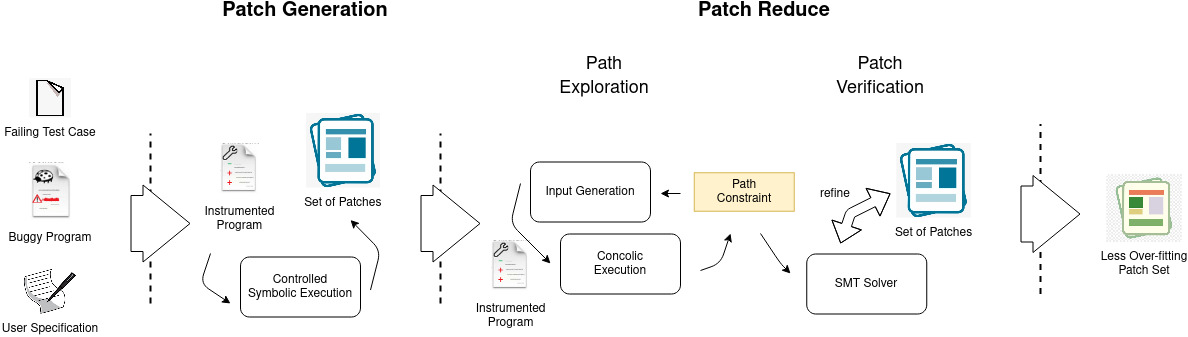 Patch Generation
Patch Reduce
Path
Exploration
Patch
Verification
Failing Test Case
Buggy Program
User Specification
Instrumented
Program
Set of Patches
Controlled
Symbolic Execution
Input Generation
Path
Constraint
Concolic
Execution
Instrumented
Program
refine
Set of Patches
SMT Solver
Less Over-fitting
Patch Set